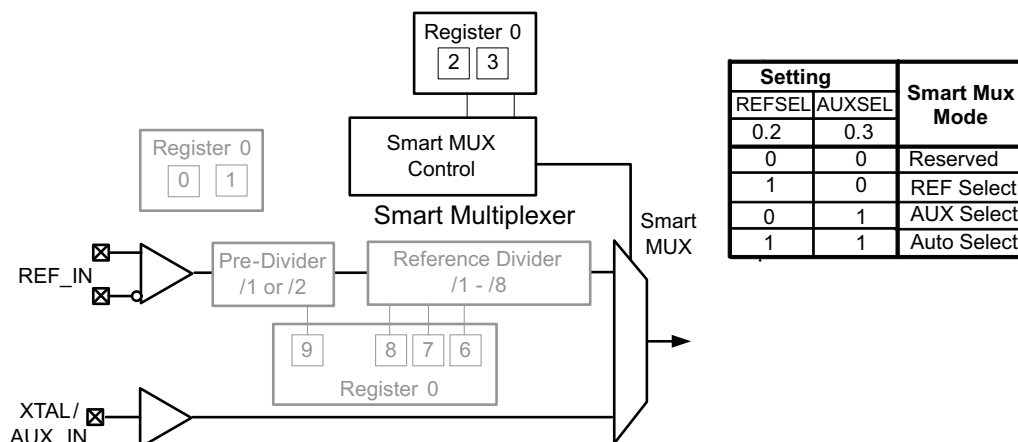 Register 0
2 3
Register 0
0 1
Smart MUX
Control
Smart Multiplexer
Smart
MUX
REF_IN
Pre-Divider
/1 or /2
Reference Divider
/1 - /8
9 8 7 6
Register 0
XTAL/
AUX_IN
Setting Smart Mux
Mode
REFSEL AUXSEL
0.2 0.3
0 0 Reserved
1 0 REF Select
0 1 AUX Select
1 1 Auto Select